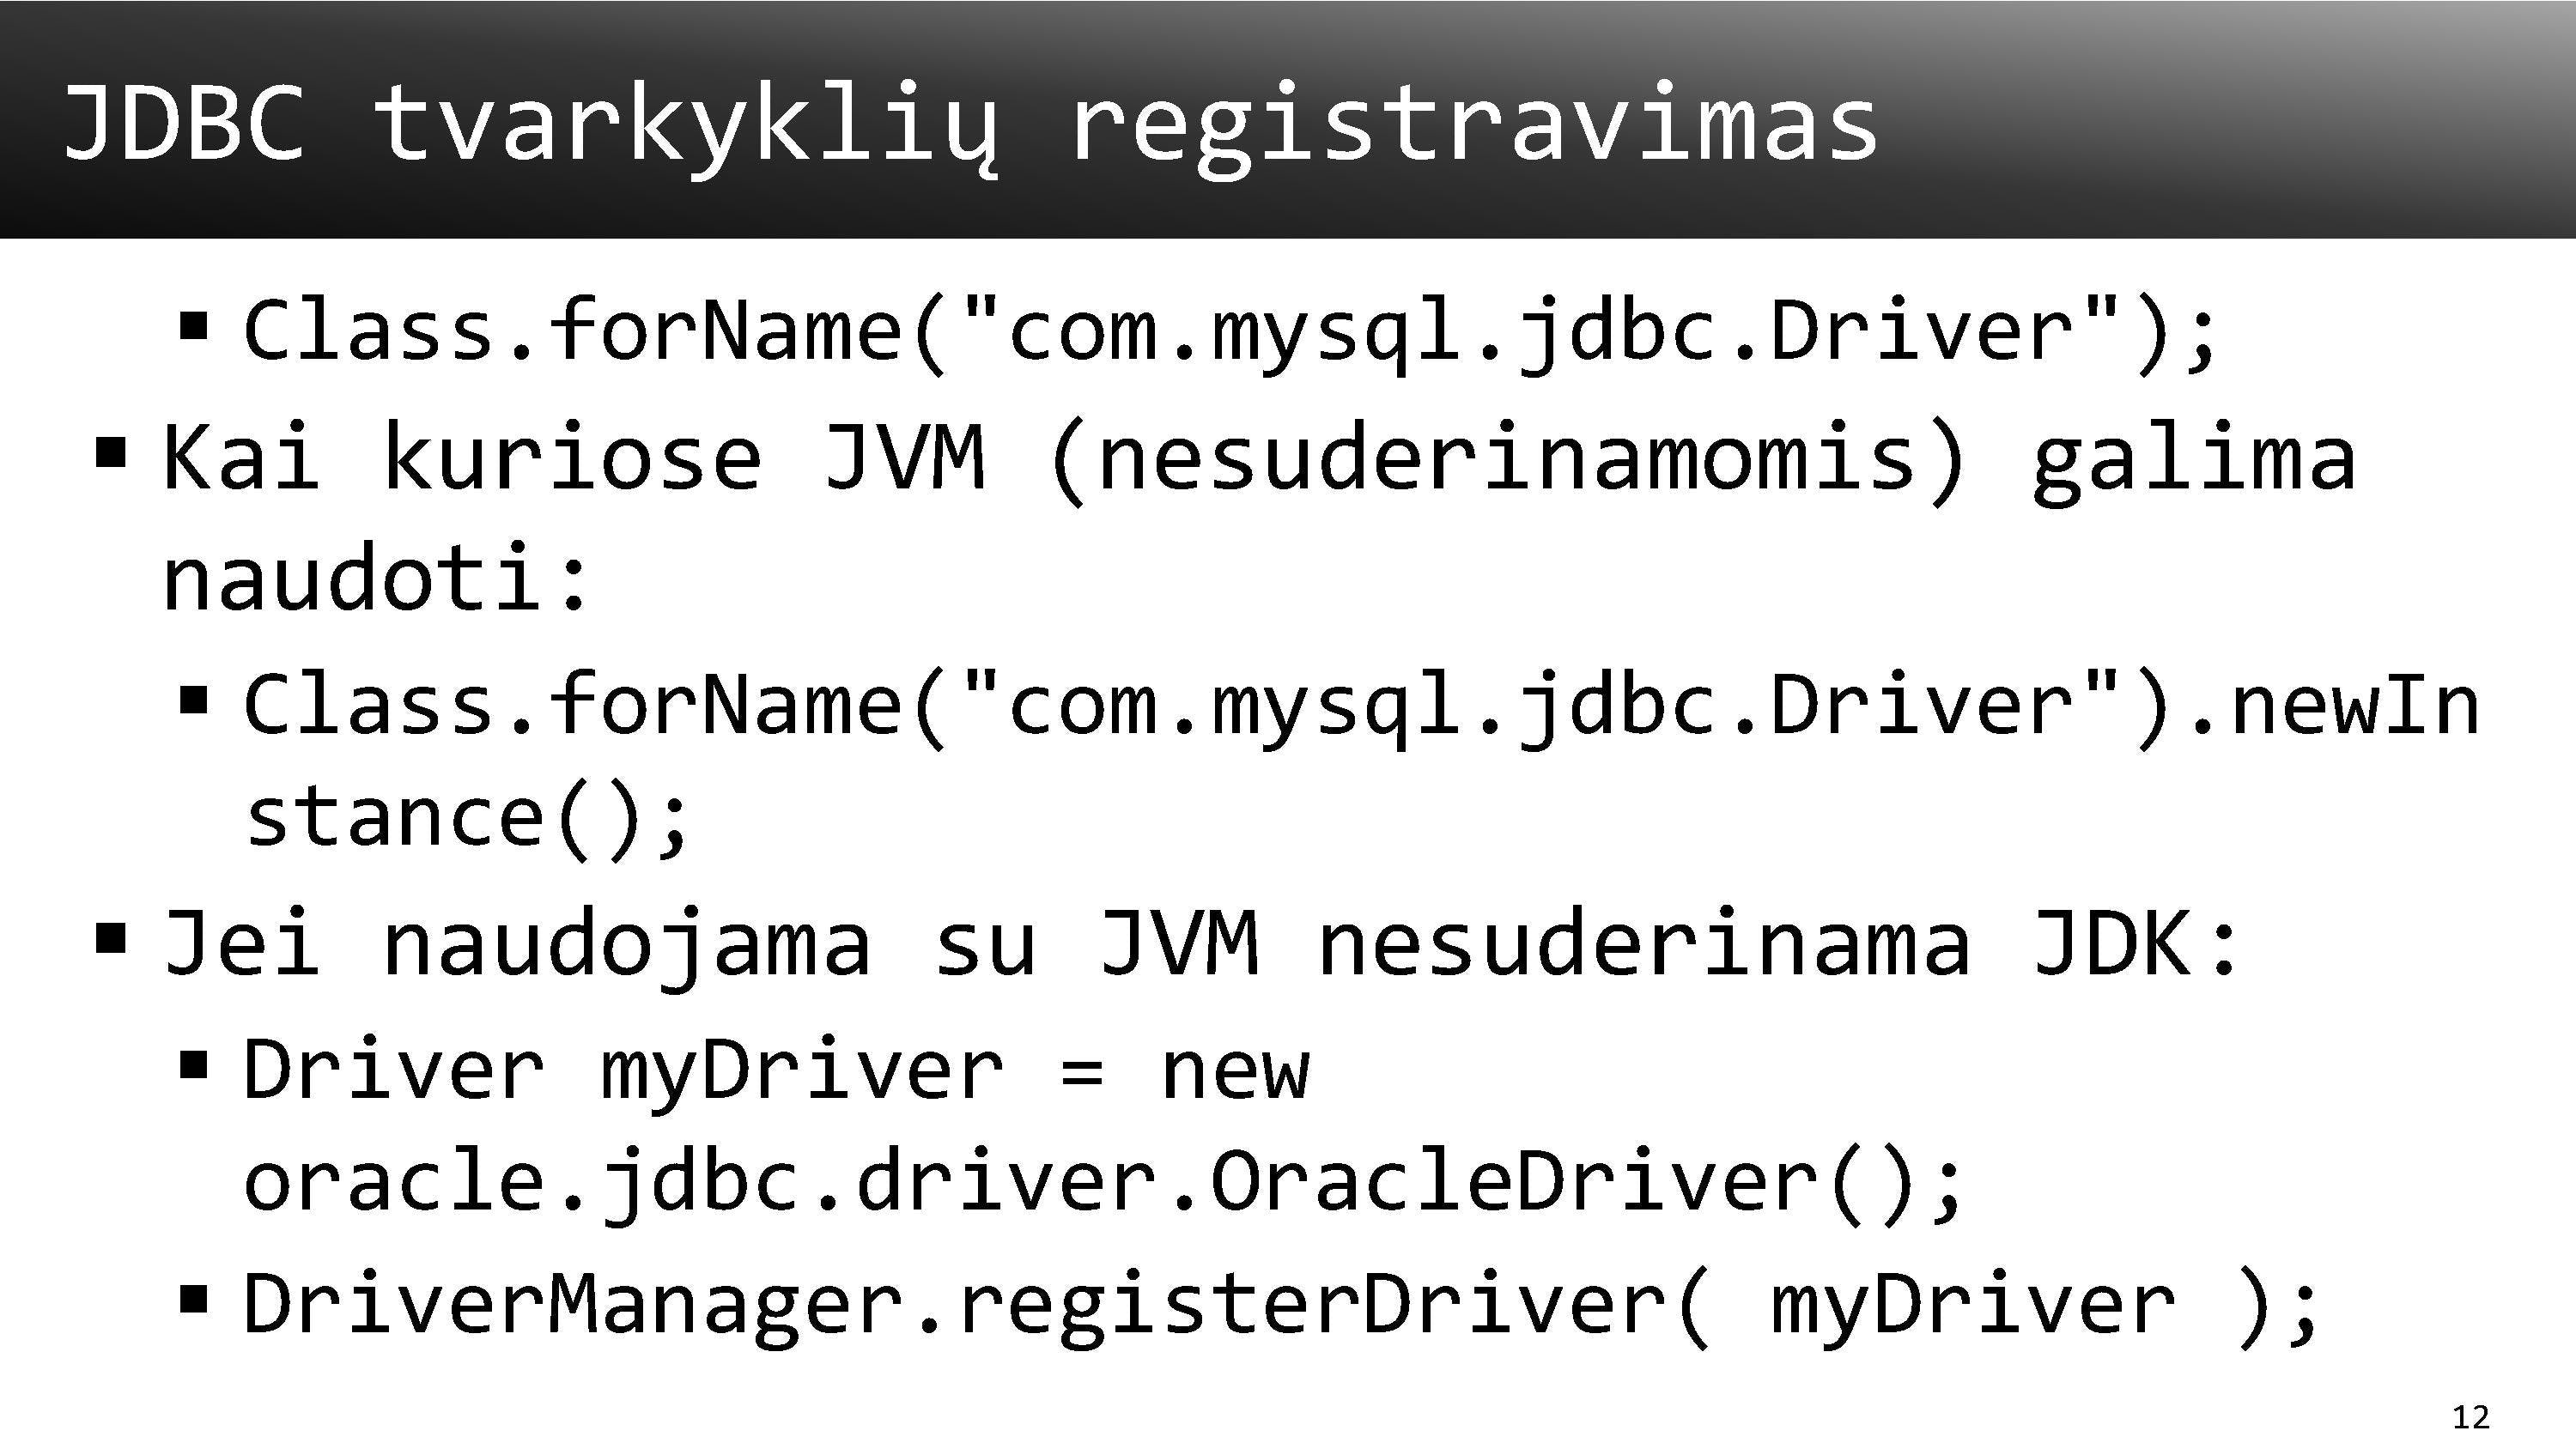 JDBC tvarkyklių registravimas
▪ Class.forName("com.mysql.jdbc.Driver");
▪ Kai kuriose JVM (nesuderinamomis) galima
naudoti:
▪ Class.forName("com.mysql.jdbc.Driver").newIn
stance();
▪ Jei naudojama su JVM nesuderinama JDK:
▪ Driver myDriver = new
oracle.jdbc.driver.OracleDriver();
▪ DriverManager.registerDriver( myDriver );
12